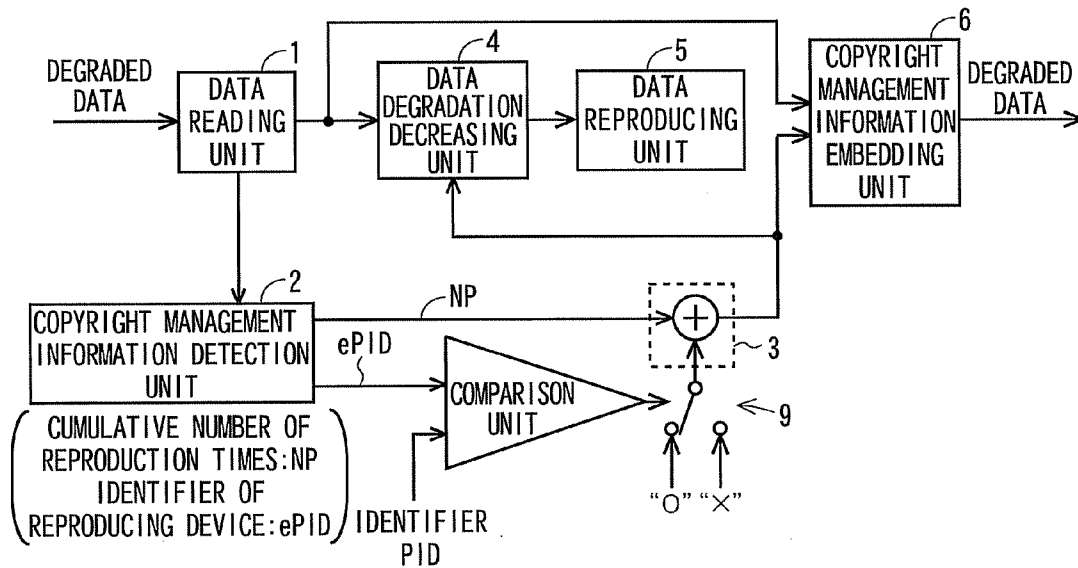 DEGRADED
DATA
1
DATA
READING
UNIT
4
DATA
DEGRADATION
DECREASING
UNIT
5
DATA
REPRODUCING
UNIT
6
COPYRIGHT
MANAGEMENT
INFORMATION
EMBEDDING
UNIT
DEGRADED
DATA
2
COPYRIGHT MANAGEMENT
INFORMATION DETECTION
UNIT
NP
ePID
COMPARISON
UNIT
+
3
9
"O" "X"
CUMULATIVE NUMBER OF
REPRODUCTION TIMES:NP
IDENTIFIER OF
REPRODUCING DEVICE:ePID
IDENTIFIER
PID